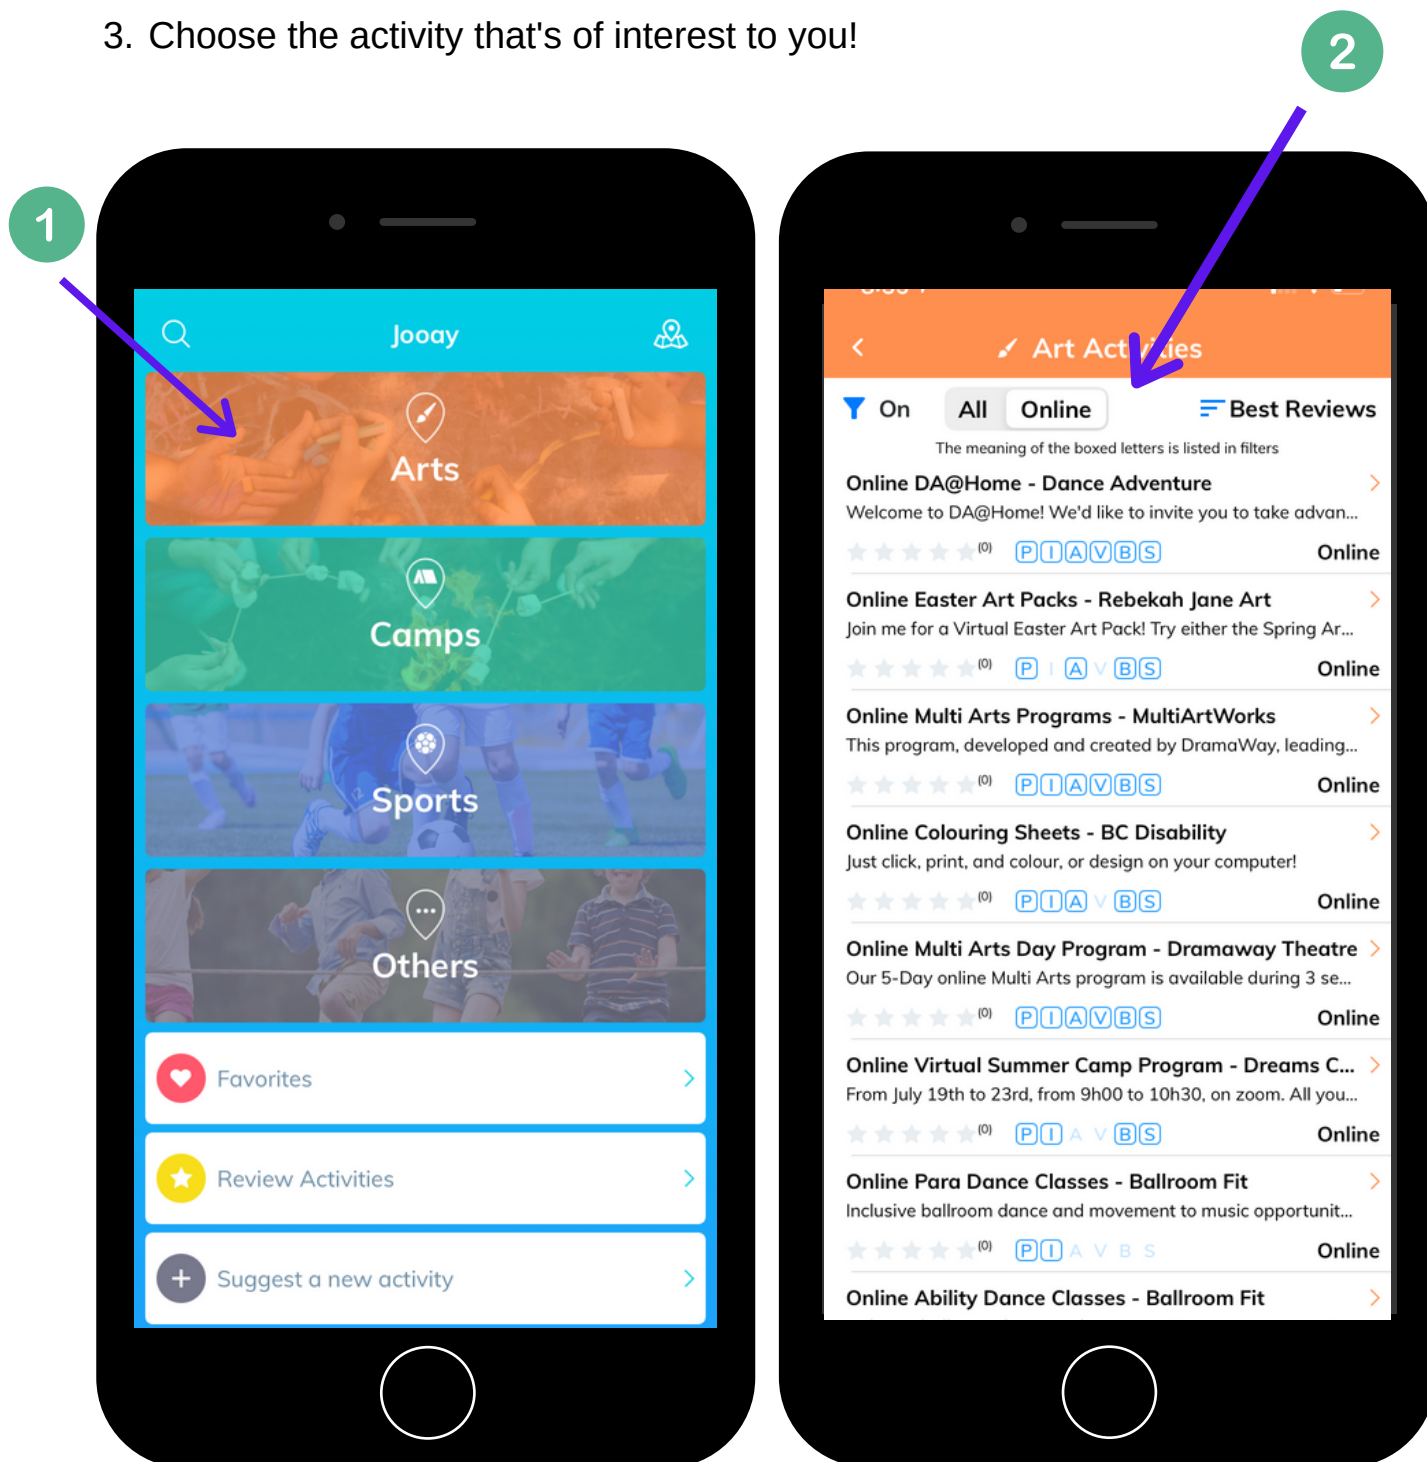 3. Choose the activity that's of interest to you!
2
1
Jooay
Arts
Camps
Sports
Others
Favorites
Review Activities
Suggest a new activity
Art Activities
On All Online Best Reviews
The meaning of the boxed letters is listed in filters
Online DA@Home - Dance Adventure
Welcome to DA@Home! We'd like to invite you to take advan...
(0) P I A V B S Online
Online Easter Art Packs - Rebekah Jane Art
Join me for a Virtual Easter Art Pack! Try either the Spring Ar...
(0) P I A V B S Online
Online Multi Arts Programs - MultiArtWorks
This program, developed and created by DramaWay, leading...
(0) P I A V B S Online
Online Colouring Sheets - BC Disability
Just click, print, and colour, or design on your computer!
(0) P I A V B S Online
Online Multi Arts Day Program - Dramaway Theatre
Our 5-Day online Multi Arts program is available during 3 se...
(0) P I A V B S Online
Online Virtual Summer Camp Program - Dreams C...
From July 19th to 23rd, from 9h00 to 10h30, on zoom. All you...
(0) P I A V B S Online
Online Para Dance Classes - Ballroom Fit
Inclusive ballroom dance and movement to music opportunit...
(0) P I A V B S Online
Online Ability Dance Classes - Ballroom Fit